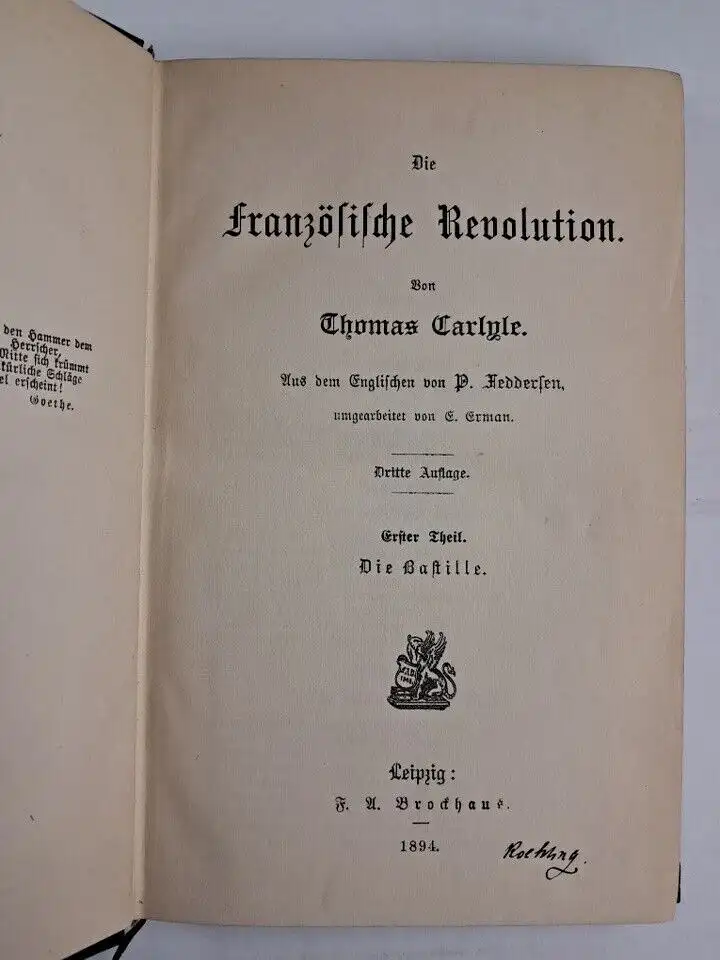 den Hammer dem
Herrscher,
Mitte sich krümmt
kürliche Schläge
el erscheint!
Goethe.
Die
Französische Revolution.
Von
Thomas Carlyle.
Aus dem Englischen von P. Feddersen,
umgearbeitet von E. Erman.
Dritte Auflage.
Erster Theil.
Die Bastille.
Leipzig:
F. A. Brockhaus.
1894.